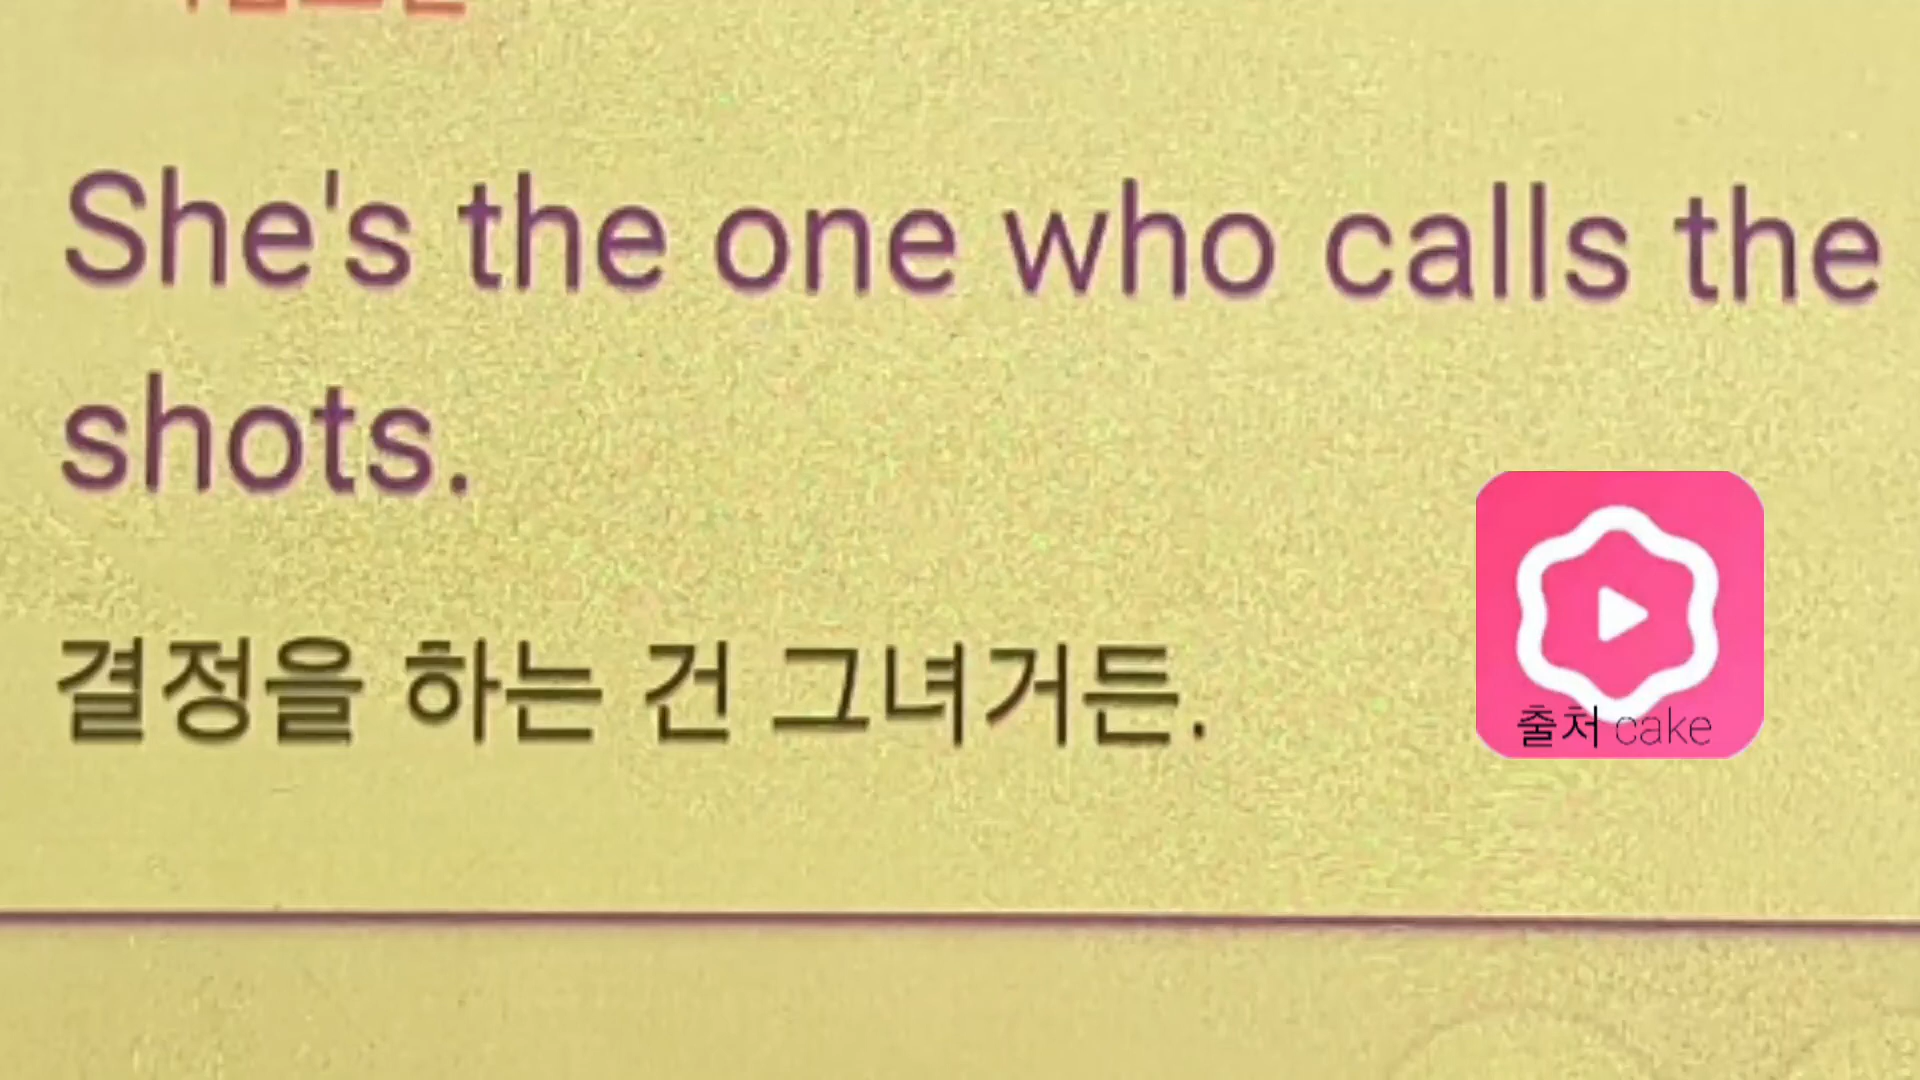 She's the one who calls the
shots.
결정을 하는 건 그녀거든.
출처 cake